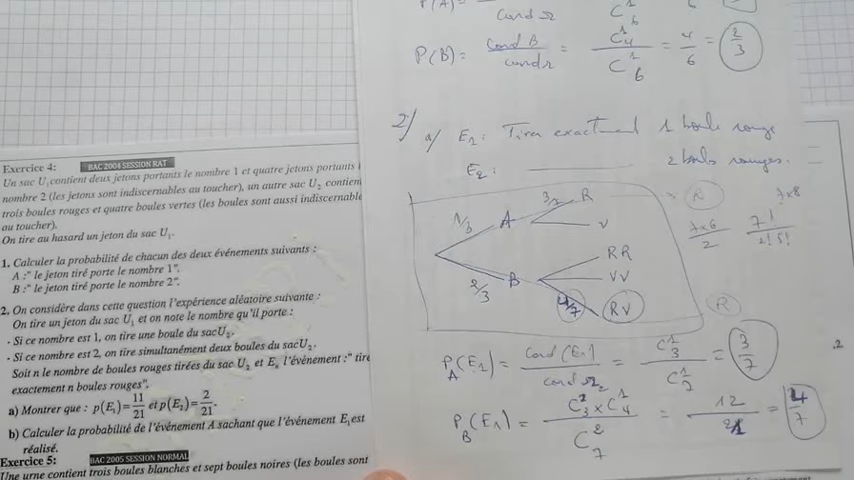 Exercice 4: BAC 2004 SESSION RAT
Un sac U₁ contient deux jetons portants le nombre 1 et quatre jetons portants
nombre 2 (les jetons sont indiscernables au toucher), un autre sac U₂ contien
trois boules rouges et quatre boules vertes (les boules sont aussi indiscernable
au toucher).
On tire au hasard un jeton du sac U₁.
1. Calculer la probabilité de chacun des deux événements suivants :
A :" le jeton tiré porte le nombre 1".
B :" le jeton tiré porte le nombre 2".
2. On considère dans cette question l'expérience aléatoire suivante :
On tire un jeton du sac U₁ et on note le nombre qu'il porte :
- Si ce nombre est 1, on tire une boule du sac U₂.
- Si ce nombre est 2, on tire simultanément deux boules du sac U₂.
Soit n le nombre de boules rouges tirées du sac U₂ et Eₙ l'événement :" tire
exactement n boules rouges".
a) Montrer que : p(E₁) = 11/21 et p(E₂) = 2/21.
b) Calculer la probabilité de l'événement A sachant que l'événement E₁ est
réalisé.
Exercice 5: BAC 2005 SESSION NORMAL
Une urne contient trois boules blanches et sept boules noires (les boules sont
P(A) =
card Ω C¹₆ 6
P(B) = card B / card Ω = C¹₄ / C¹₆ = 4/6 = 2/3
2) a) E₁ : Tirer exactement 1 boule rouge
E₂ : 2 boules rouges.
1/3 A 3/7 R
V
2/3 B RR
VV
4/7 RV
R 7x8
7x6/2 7!/2!5!
R
P_A(E₁) = card(E₁) / card Ω₂ = C¹₃ / C¹₇ = 3/7
P_B(E₁) = C¹₃ x C¹₄ / C²₇ = 12/21 = 4/7